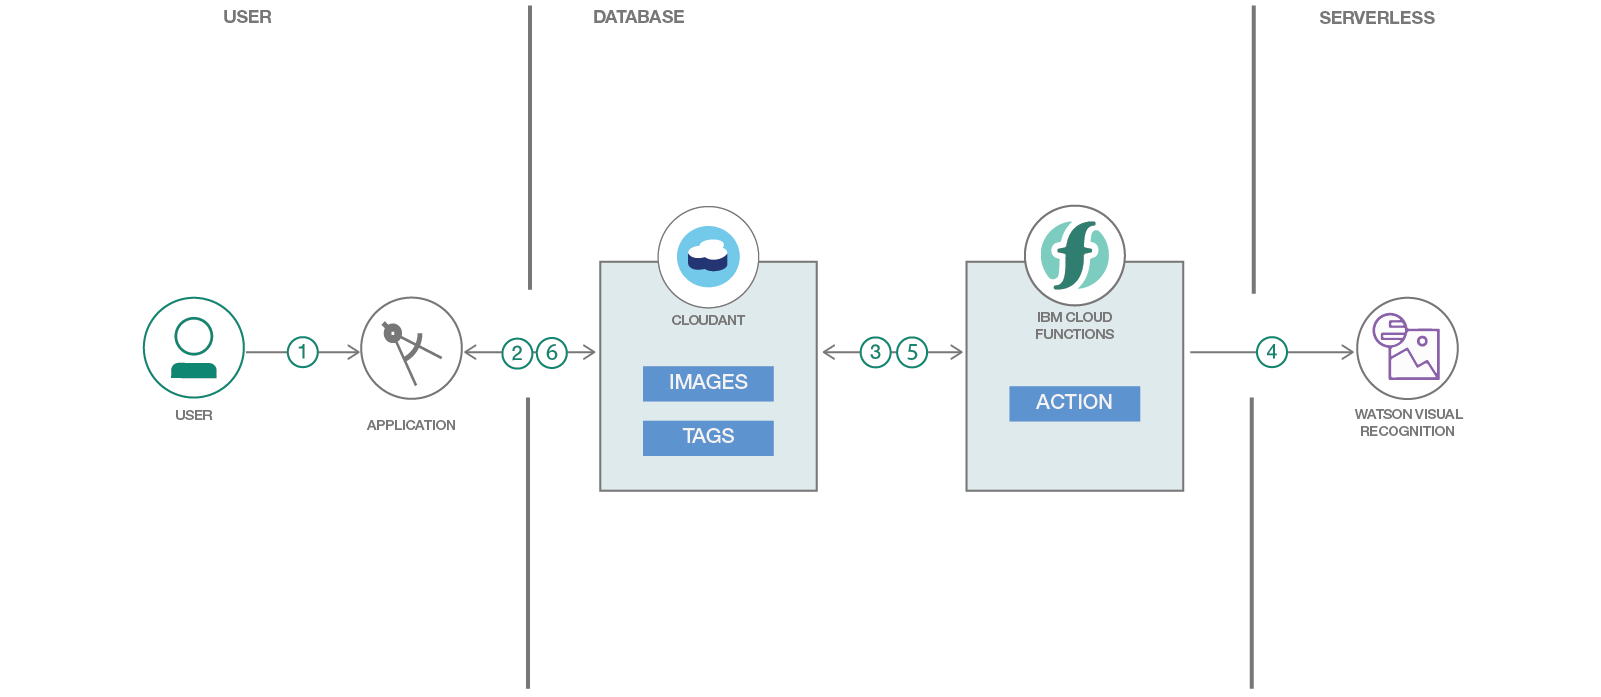 USER
DATABASE
SERVERLESS
USER
1
APPLICATION
2
6
CLOUDANT
IMAGES
TAGS
3
5
IBM CLOUD
FUNCTIONS
ACTION
4
WATSON VISUAL
RECOGNITION